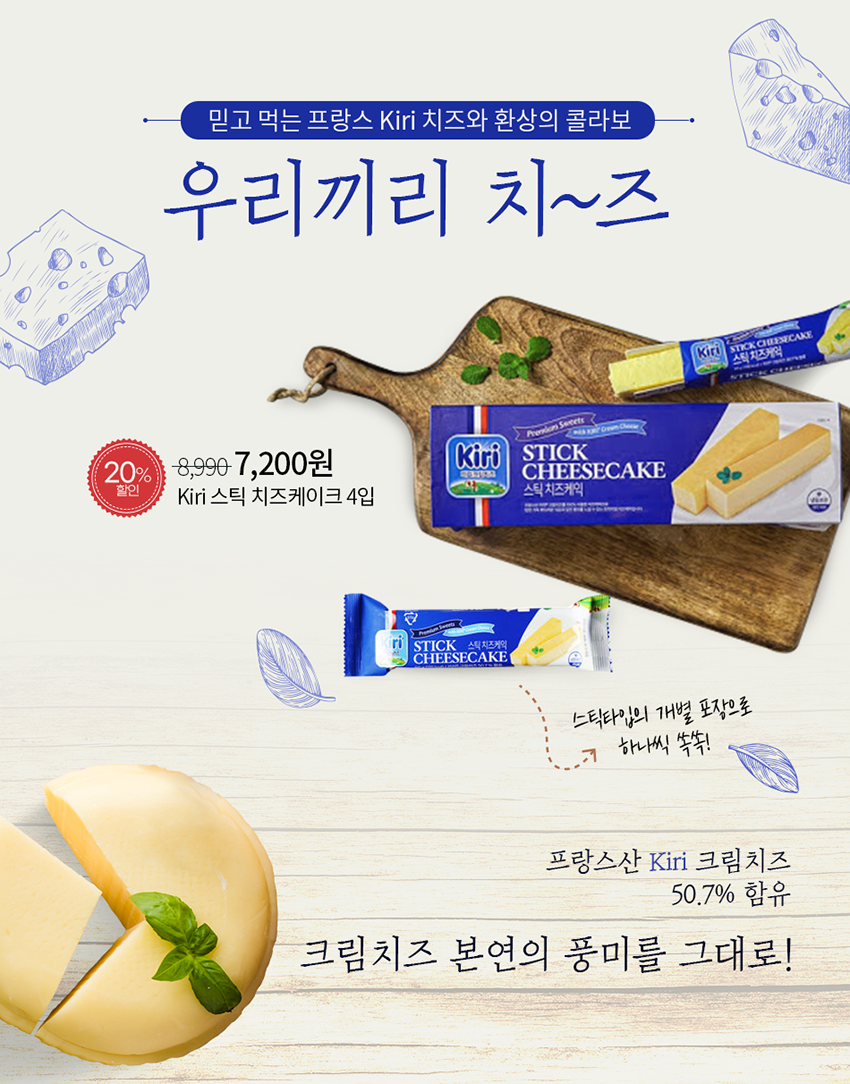 믿고 먹는 프랑스 Kiri 치즈와 환상의 콜라보
우리끼리 치~즈
Kiri
STICK CHEESECAKE
스틱 치즈케익
Premium Sweets
with KIRI® Cream Cheese
Kiri
STICK
CHEESECAKE
스틱 치즈케익
20%
할인
8,990 7,200원
Kiri 스틱 치즈케이크 4입
Premium Sweets
Kiri
STICK 스틱 치즈케익
CHEESECAKE
스틱타입의 개별 포장으로
하나씩 쏙쏙!
프랑스산 Kiri 크림치즈
50.7% 함유
크림치즈 본연의 풍미를 그대로!